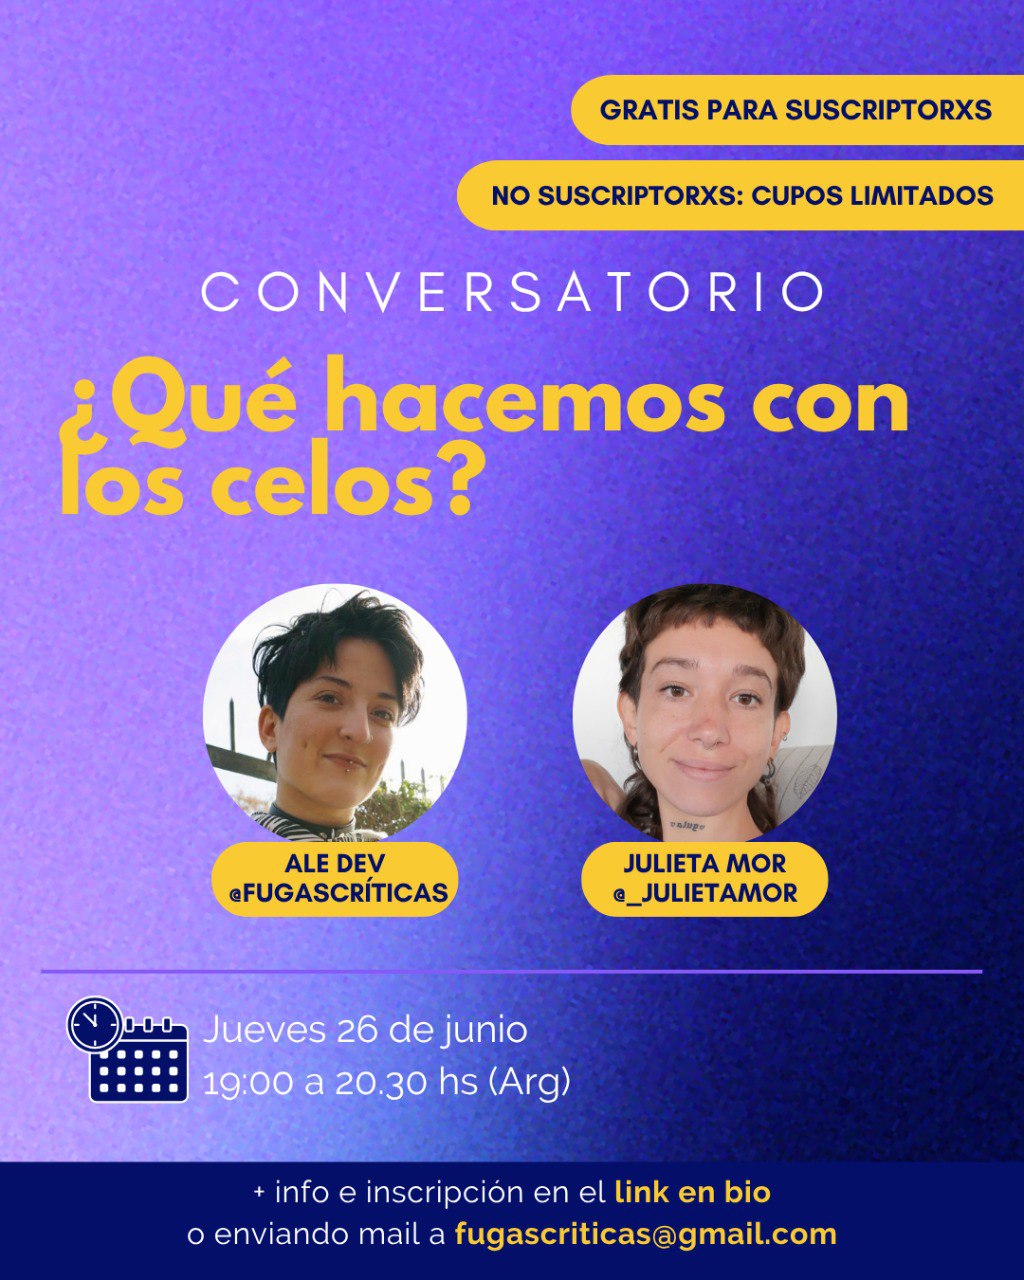 GRATIS PARA SUSCRIPTORXS
NO SUSCRIPTORXS: CUPOS LIMITADOS
CONVERSATORIO
¿Qué hacemos con
los celos?
ALE DEV
@FUGASCRÍTICAS
JULIETA MOR
@_JULIETAMOR
Jueves 26 de junio
19:00 a 20.30 hs (Arg)
+ info e inscripción en el link en bio
o enviando mail a fugascriticas@gmail.com